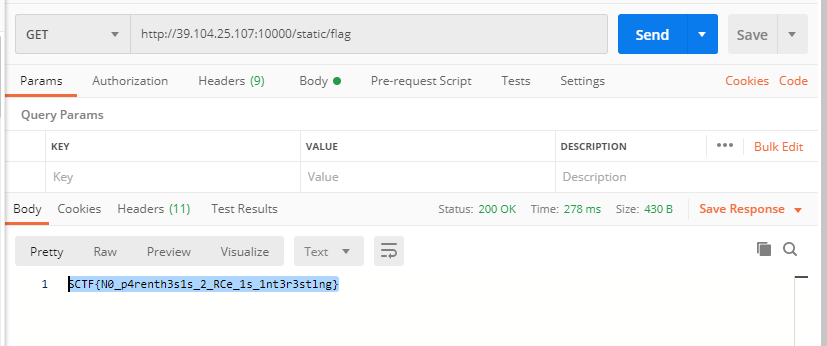 GET http://39.104.25.107:10000/static/flag Send Save
Params Authorization Headers (9) Body Pre-request Script Tests Settings Cookies Code
Query Params
KEY VALUE DESCRIPTION ••• Bulk Edit
Key Value Description
Body Cookies Headers (11) Test Results Status: 200 OK Time: 278 ms Size: 430 B Save Response
Pretty Raw Preview Visualize Text
1 SCTF{N0_p4renth3s1s_2_RCe_1s_1nt3r3st1ng}